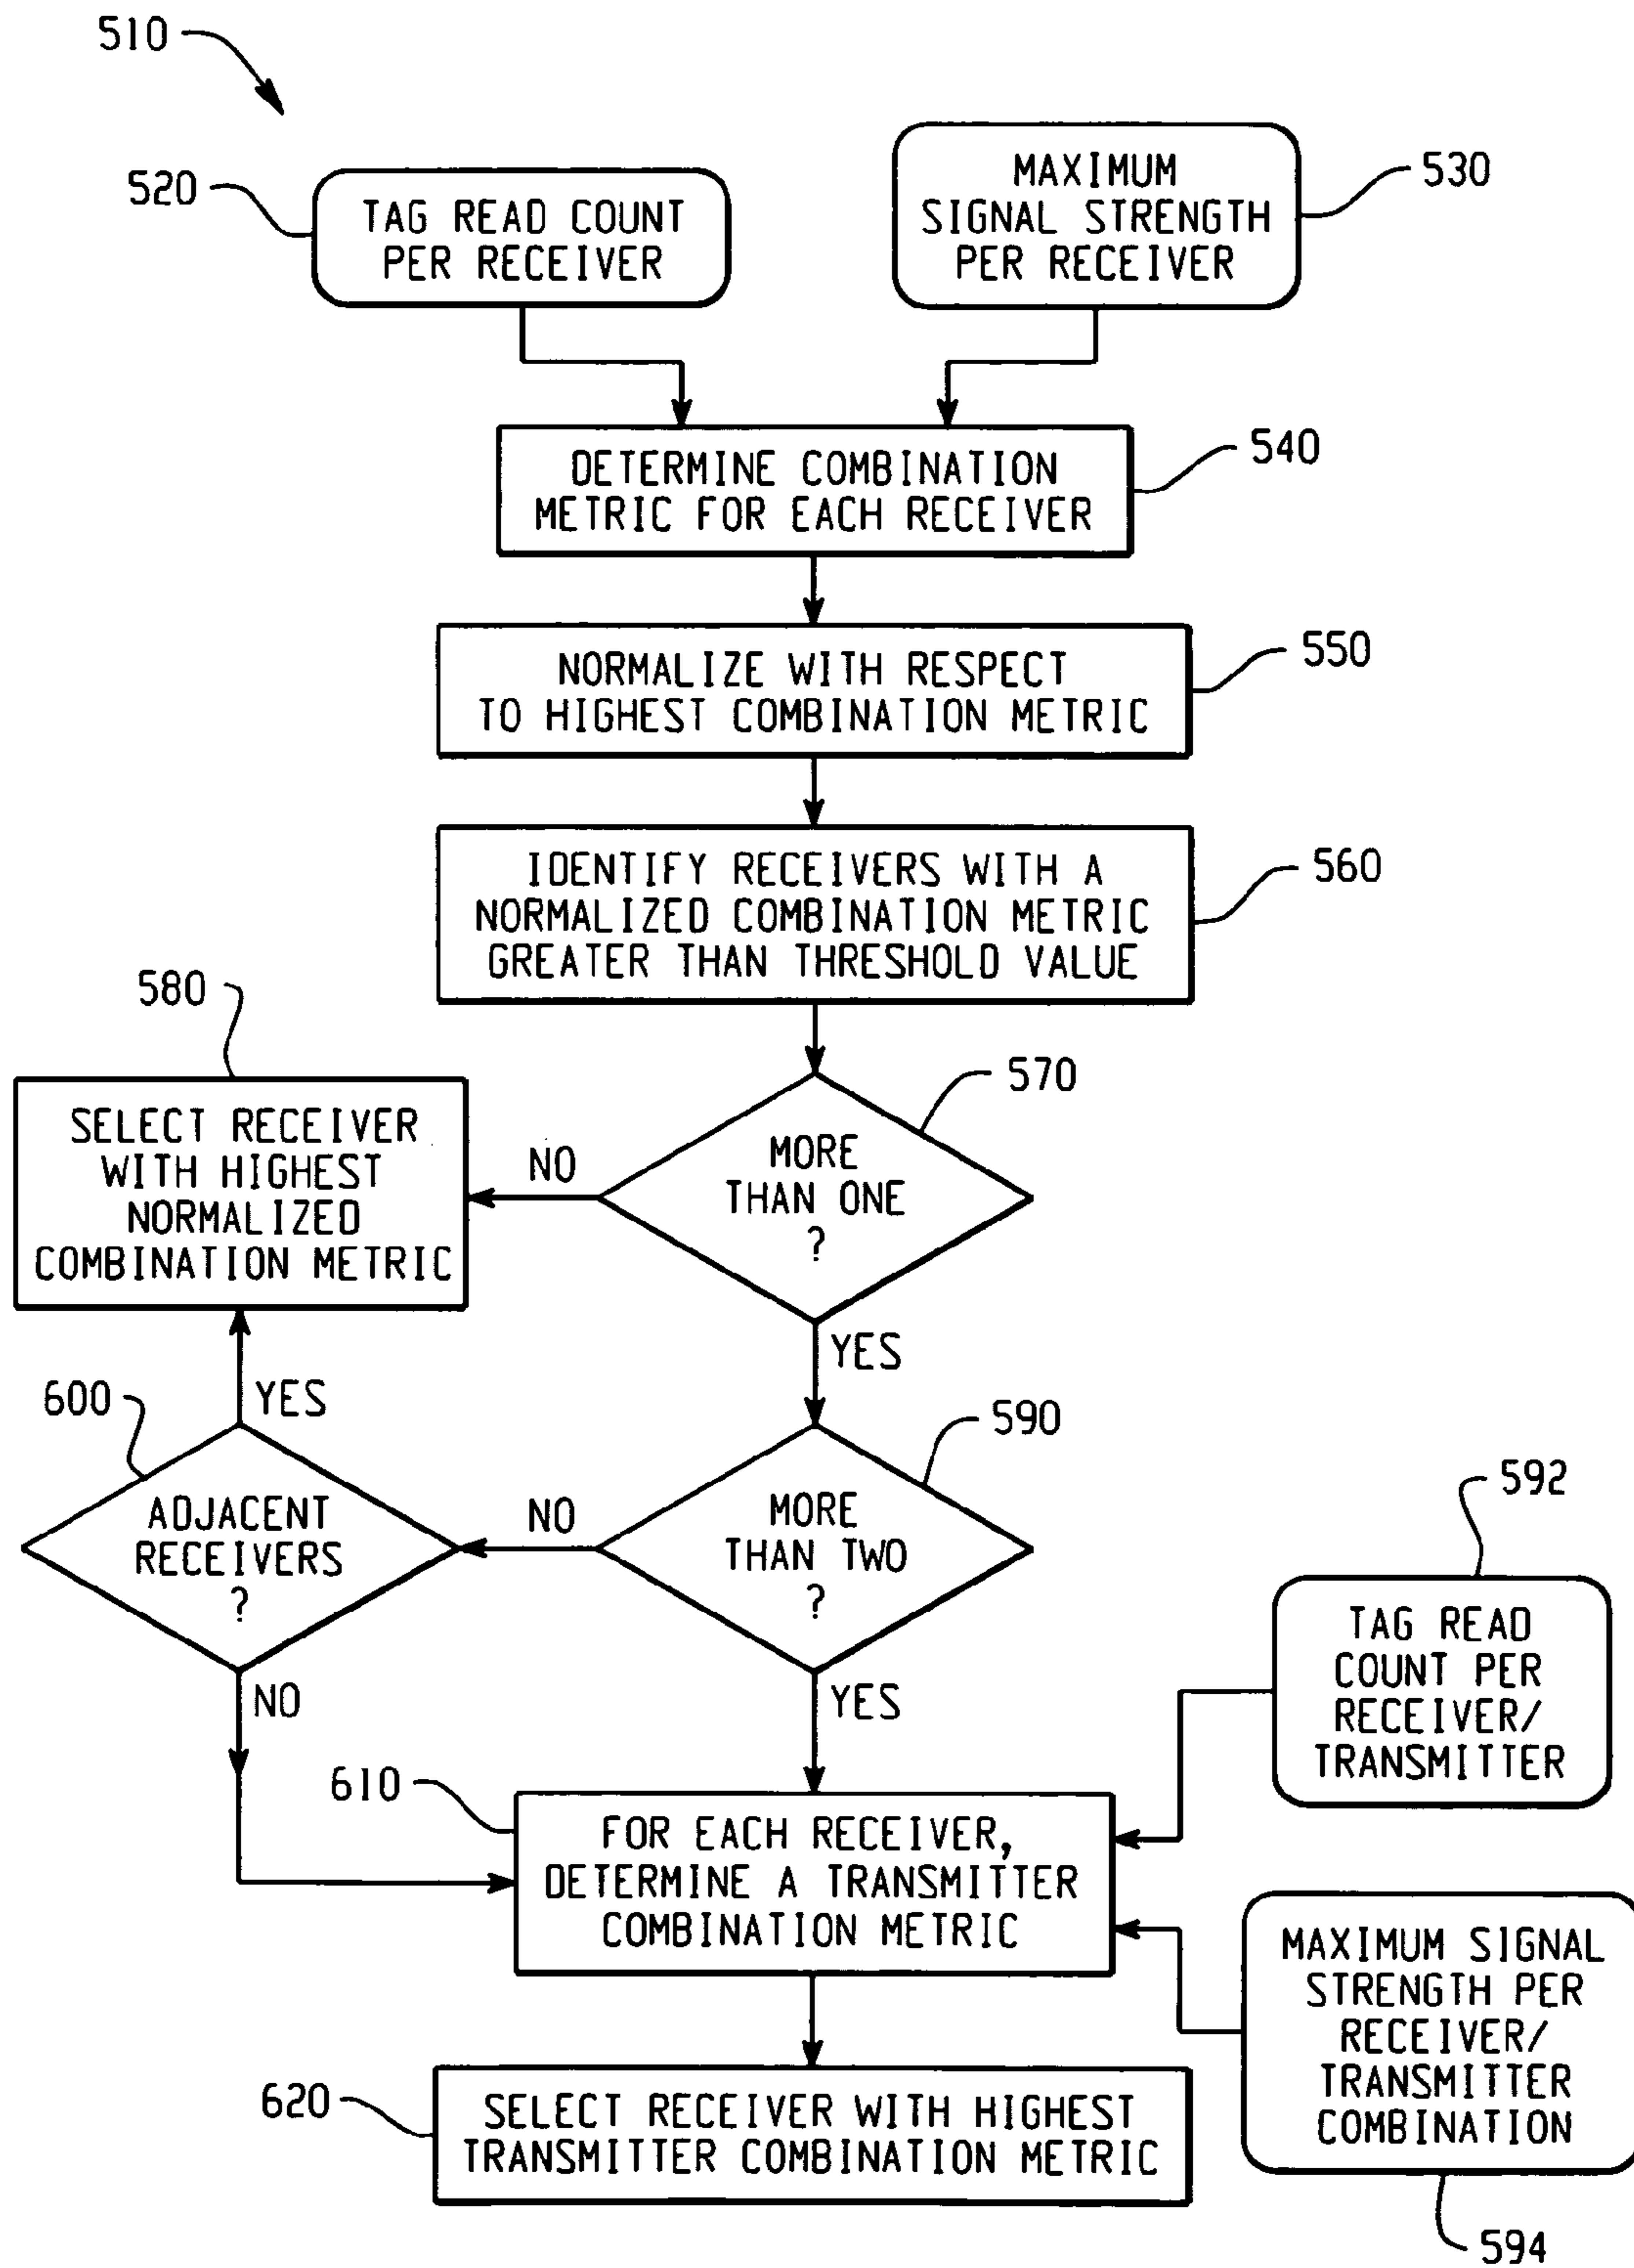 510
520
TAG READ COUNT
PER RECEIVER
MAXIMUM
SIGNAL STRENGTH
PER RECEIVER
530
DETERMINE COMBINATION
METRIC FOR EACH RECEIVER
540
NORMALIZE WITH RESPECT
TO HIGHEST COMBINATION METRIC
550
IDENTIFY RECEIVERS WITH A
NORMALIZED COMBINATION METRIC
GREATER THAN THRESHOLD VALUE
560
580
SELECT RECEIVER
WITH HIGHEST
NORMALIZED
COMBINATION METRIC
NO
MORE
THAN ONE
?
570
YES
600
YES
ADJACENT
RECEIVERS
?
NO
MORE
THAN TWO
?
590
NO
YES
592
TAG READ
COUNT PER
RECEIVER/
TRANSMITTER
610
FOR EACH RECEIVER,
DETERMINE A TRANSMITTER
COMBINATION METRIC
MAXIMUM SIGNAL
STRENGTH PER
RECEIVER/
TRANSMITTER
COMBINATION
594
620
SELECT RECEIVER WITH HIGHEST
TRANSMITTER COMBINATION METRIC